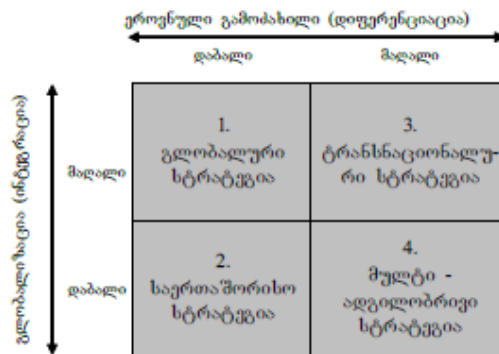 ეროვნული გამოძახილი (დიფერენციაცია)
დაბალი მაღალი
გლობალიზაცია (ინტეგრაცია)
მაღალი
1.
გლობალური
სტრატეგია
3.
ტრანსნაციონალუ-
რი სტრატეგია
დაბალი
2.
საერთაშორისო
სტრატეგია
4.
მულტი -
ადგილობრივი
სტრატეგია